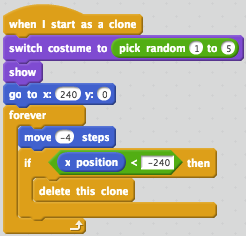 when I start as a clone
switch costume to pick random 1 to 5
show
go to x: 240 y: 0
forever
move -4 steps
if x position < -240 then
delete this clone